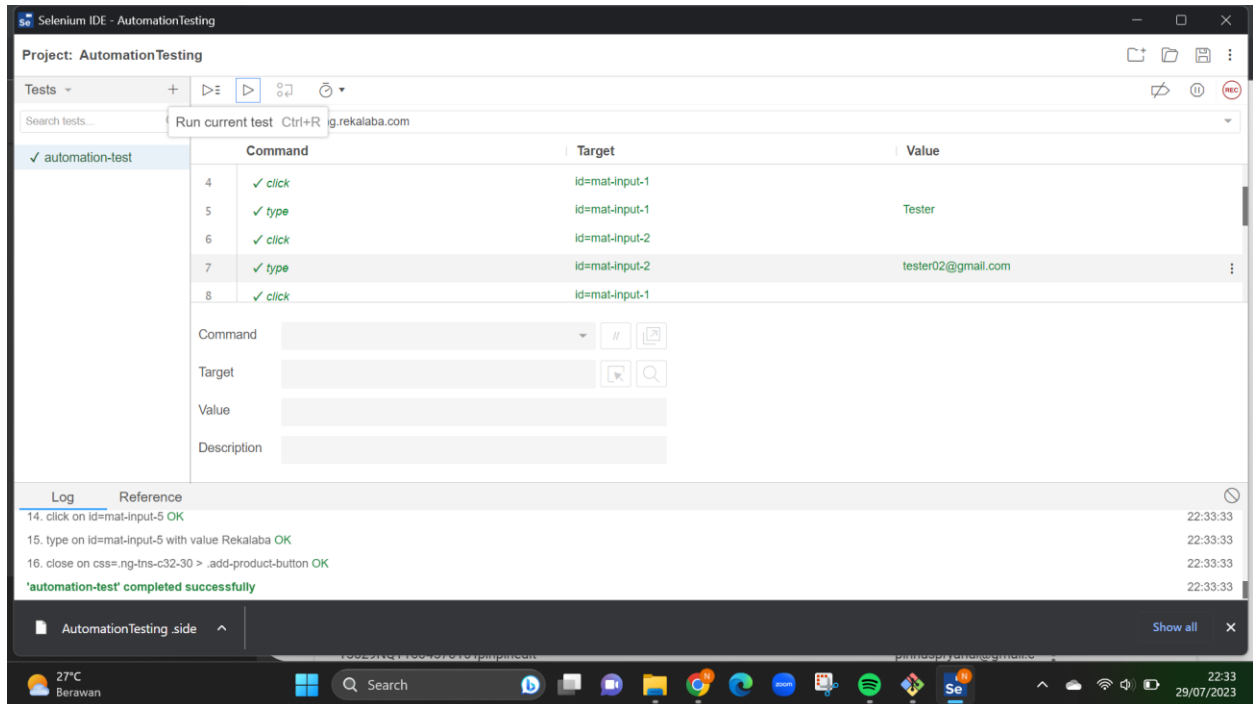 Selenium IDE - AutomationTesting
Project: AutomationTesting
Tests
Search tests...
Run current test Ctrl+R
g.rekalaba.com
REC
✓ automation-test
Command Target Value
4 ✓ click id=mat-input-1
5 ✓ type id=mat-input-1 Tester
6 ✓ click id=mat-input-2
7 ✓ type id=mat-input-2 tester02@gmail.com
8 ✓ click id=mat-input-1
Command
//
Target
Value
Description
Log Reference
14. click on id=mat-input-5 OK 22:33:33
15. type on id=mat-input-5 with value Rekalaba OK 22:33:33
16. close on css=.ng-tns-c32-30 > .add-product-button OK 22:33:33
'automation-test' completed successfully 22:33:33
AutomationTesting .side
Show all
27°C
Berawan
Search
zoom
Se
N
22:33
29/07/2023